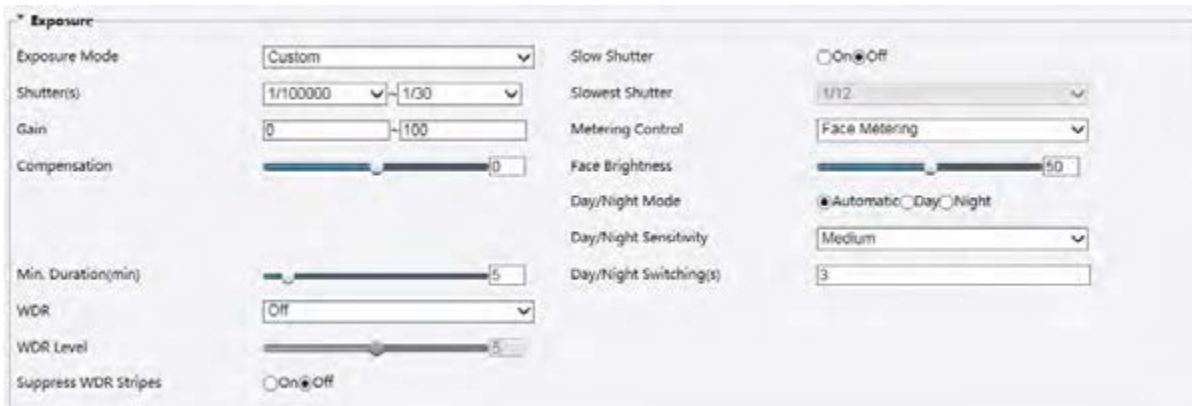 Exposure
Exposure Mode Custom Slow Shutter On Off
Shutter(s) 1/100000 ~ 1/30 Slowest Shutter 1/12
Gain 0 ~ 100 Metering Control Face Metering
Compensation 0 Face Brightness 50
Day/Night Mode Automatic Day Night
Day/Night Sensitivity Medium
Min. Duration(min) 5 Day/Night Switching(s) 3
WDR Off
WDR Level 5
Suppress WDR Stripes On Off